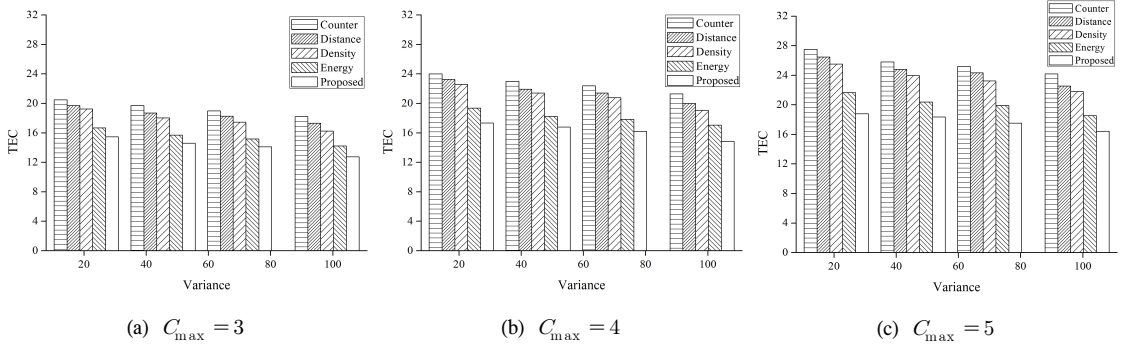 32
28
24
20
16
12
8
4
0
TEC
Counter
Distance
Density
Energy
Proposed
20 40 60 80 100
Variance
(a) C_max = 3
32
28
24
20
16
12
8
4
0
TEC
Counter
Distance
Density
Energy
Proposed
20 40 60 80 100
Variance
(b) C_max = 4
32
28
24
20
16
12
8
4
0
TEC
Counter
Distance
Density
Energy
Proposed
20 40 60 80 100
Variance
(c) C_max = 5